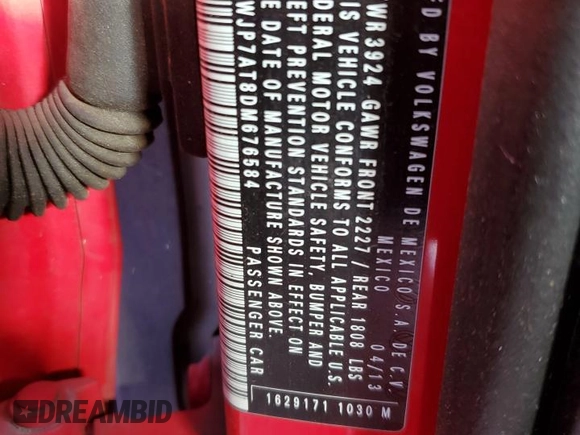 FD BY VOLKSWAGEN DE MEXICO S.A. DE C.V.
MEXICO 04/13
WR 3924 GAWR FRONT 2227 / REAR 1808 LBS
IS VEHICLE CONFORMS TO ALL APPLICABLE U.S.
DERAL MOTOR VEHICLE SAFETY, BUMPER AND
EFT PREVENTION STANDARDS IN EFFECT ON
E DATE OF MANUFACTURE SHOWN ABOVE.
WJP7AT8DM676584 PASSENGER CAR
1629171 1030 M
DREAMBID